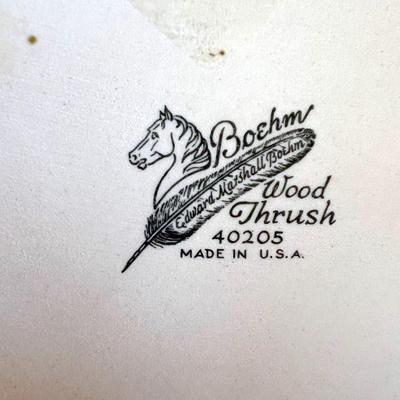 Boehm
Edward Marshall Boehm
Wood
Thrush
40205
MADE IN U.S.A.